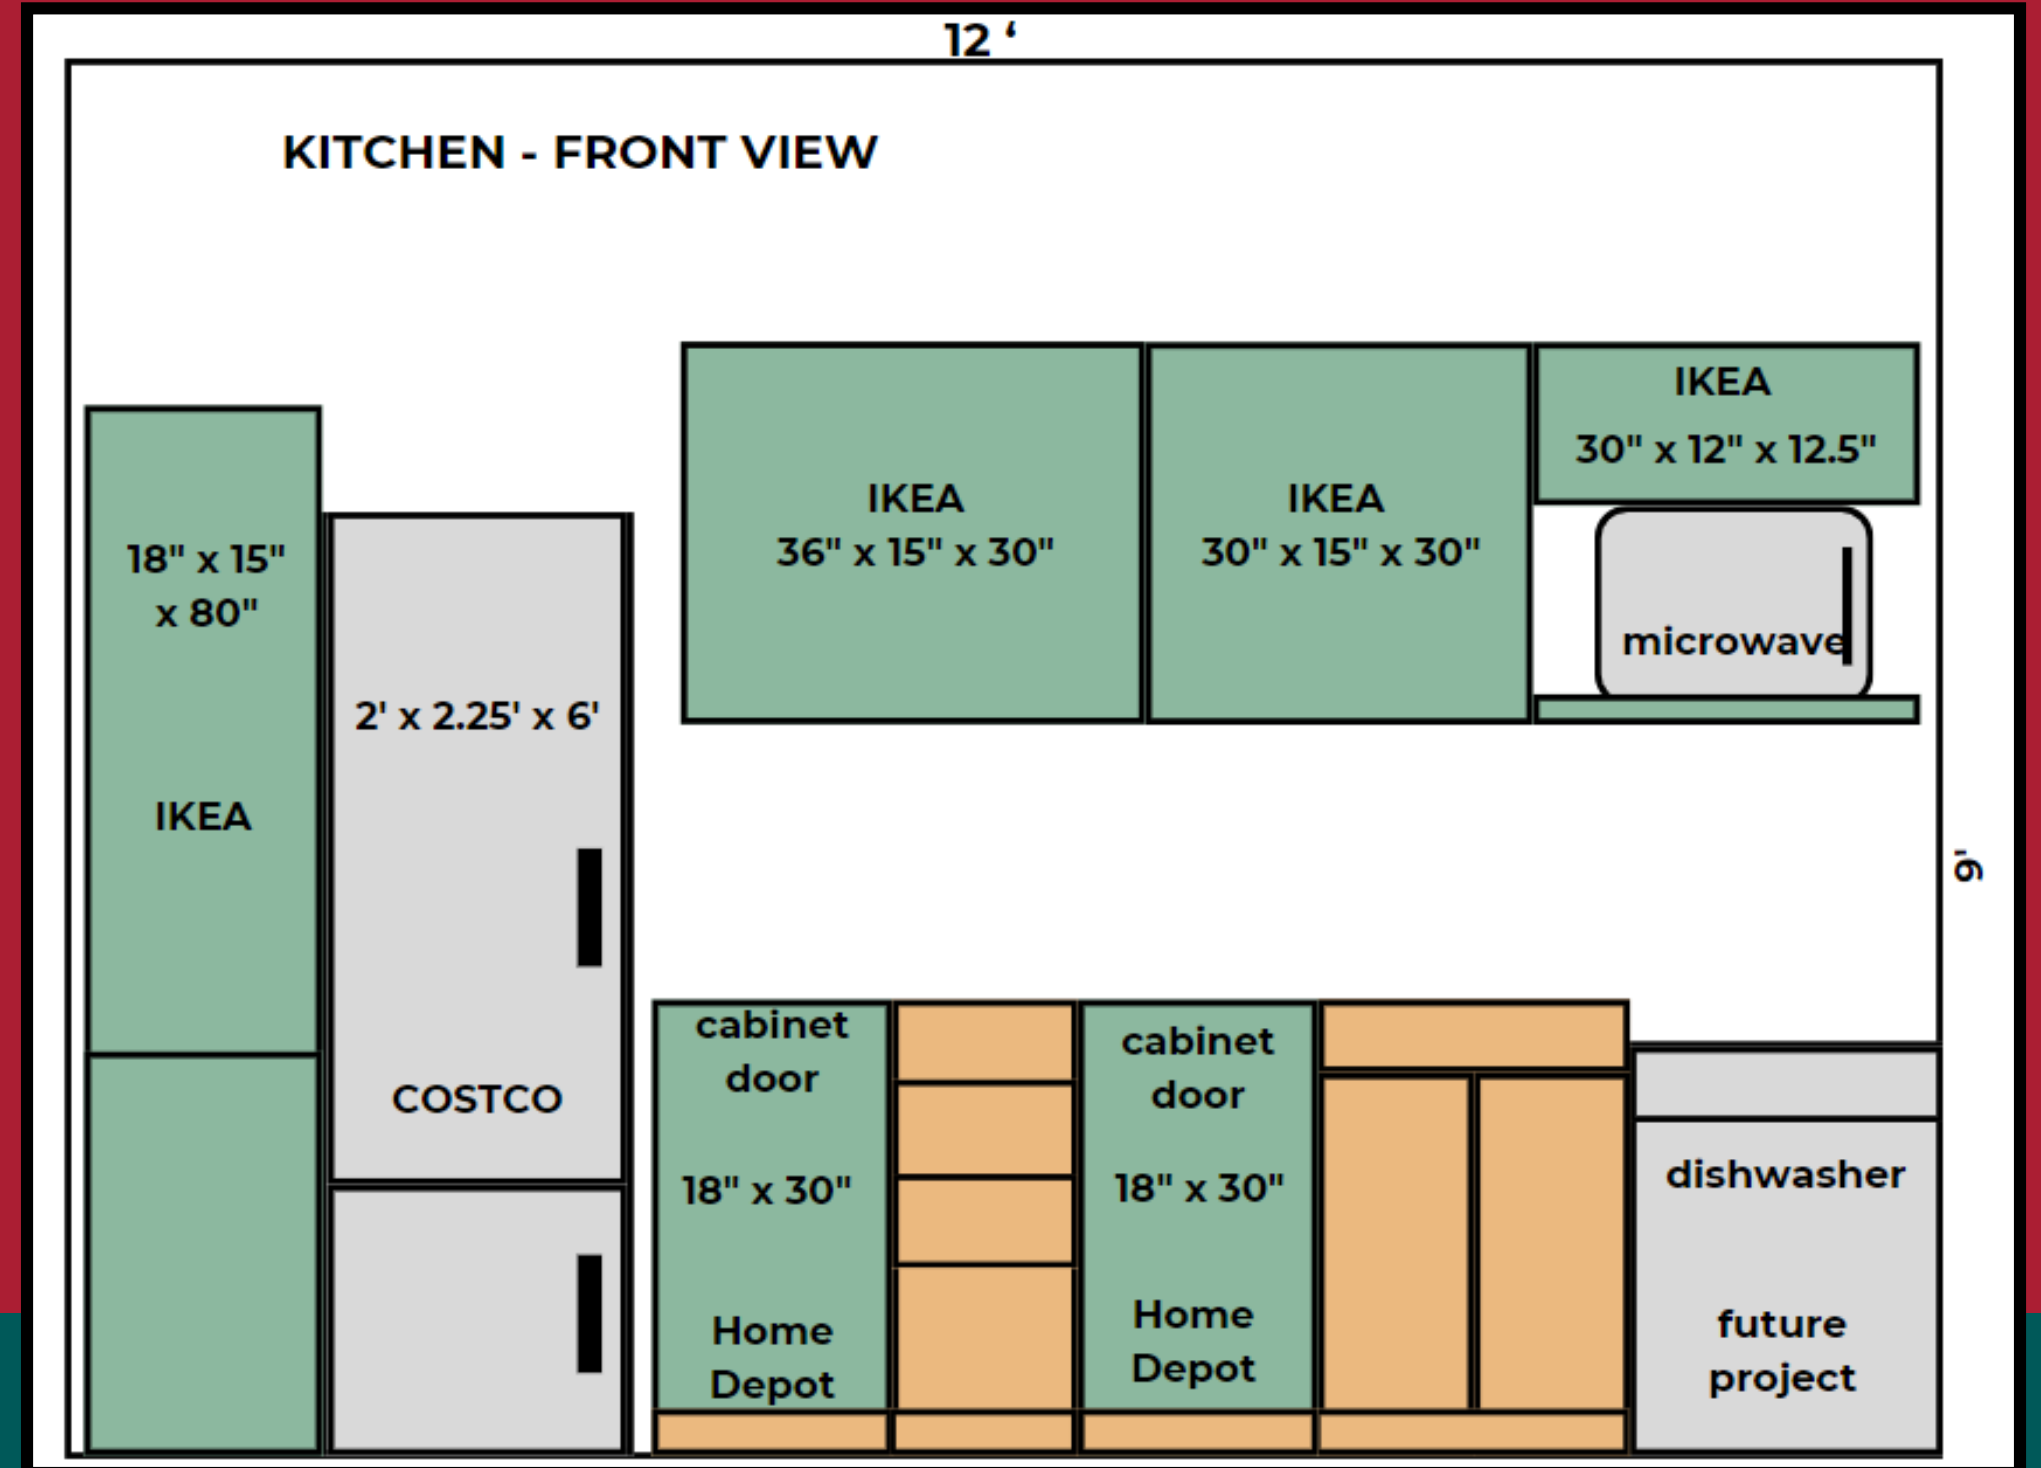 12 ‘
KITCHEN - FRONT VIEW
IKEA
30" x 12" x 12.5"
IKEA
36" x 15" x 30"
IKEA
30" x 15" x 30"
18" x 15"
x 80"
IKEA
microwave
2' x 2.25' x 6'
COSTCO
9'
cabinet
door
18" x 30"
Home
Depot
cabinet
door
18" x 30"
Home
Depot
dishwasher
future
project